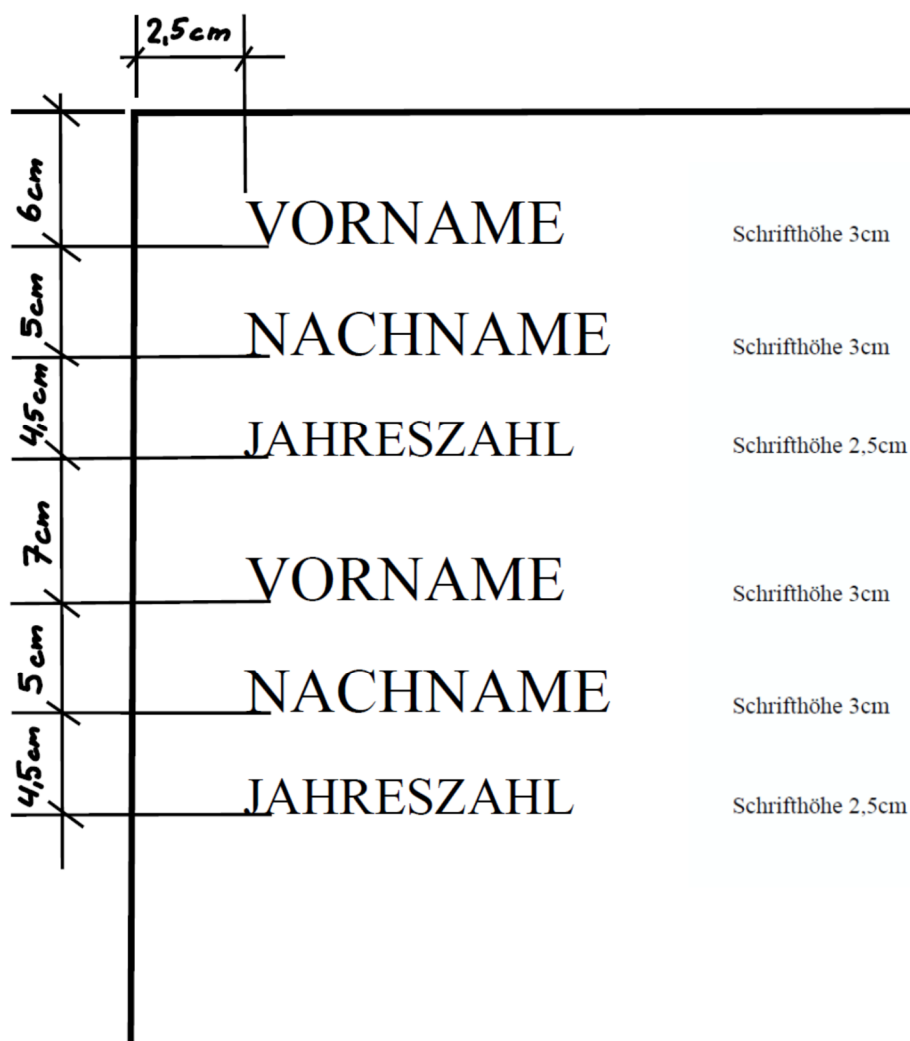 2,5cm
6cm
VORNAME Schrifthöhe 3cm
5cm
NACHNAME Schrifthöhe 3cm
4,5cm
JAHRESZAHL Schrifthöhe 2,5cm
7cm
VORNAME Schrifthöhe 3cm
5cm
NACHNAME Schrifthöhe 3cm
4,5cm
JAHRESZAHL Schrifthöhe 2,5cm